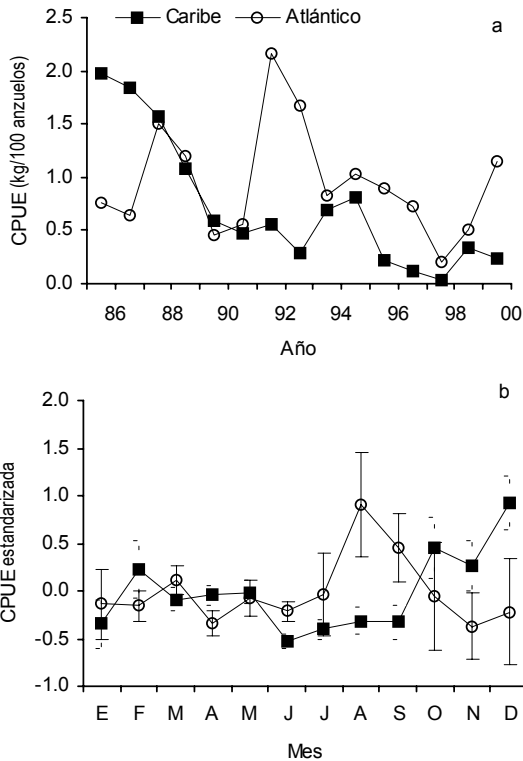 Caribe Atlántico
a
CPUE (kg/100 anzuelos)
2.5
2.0
1.5
1.0
0.5
0.0
86 88 90 92 94 96 98 00
Año
b
CPUE estandarizada
2.0
1.5
1.0
0.5
0.0
-0.5
-1.0
E F M A M J J A S O N D
Mes